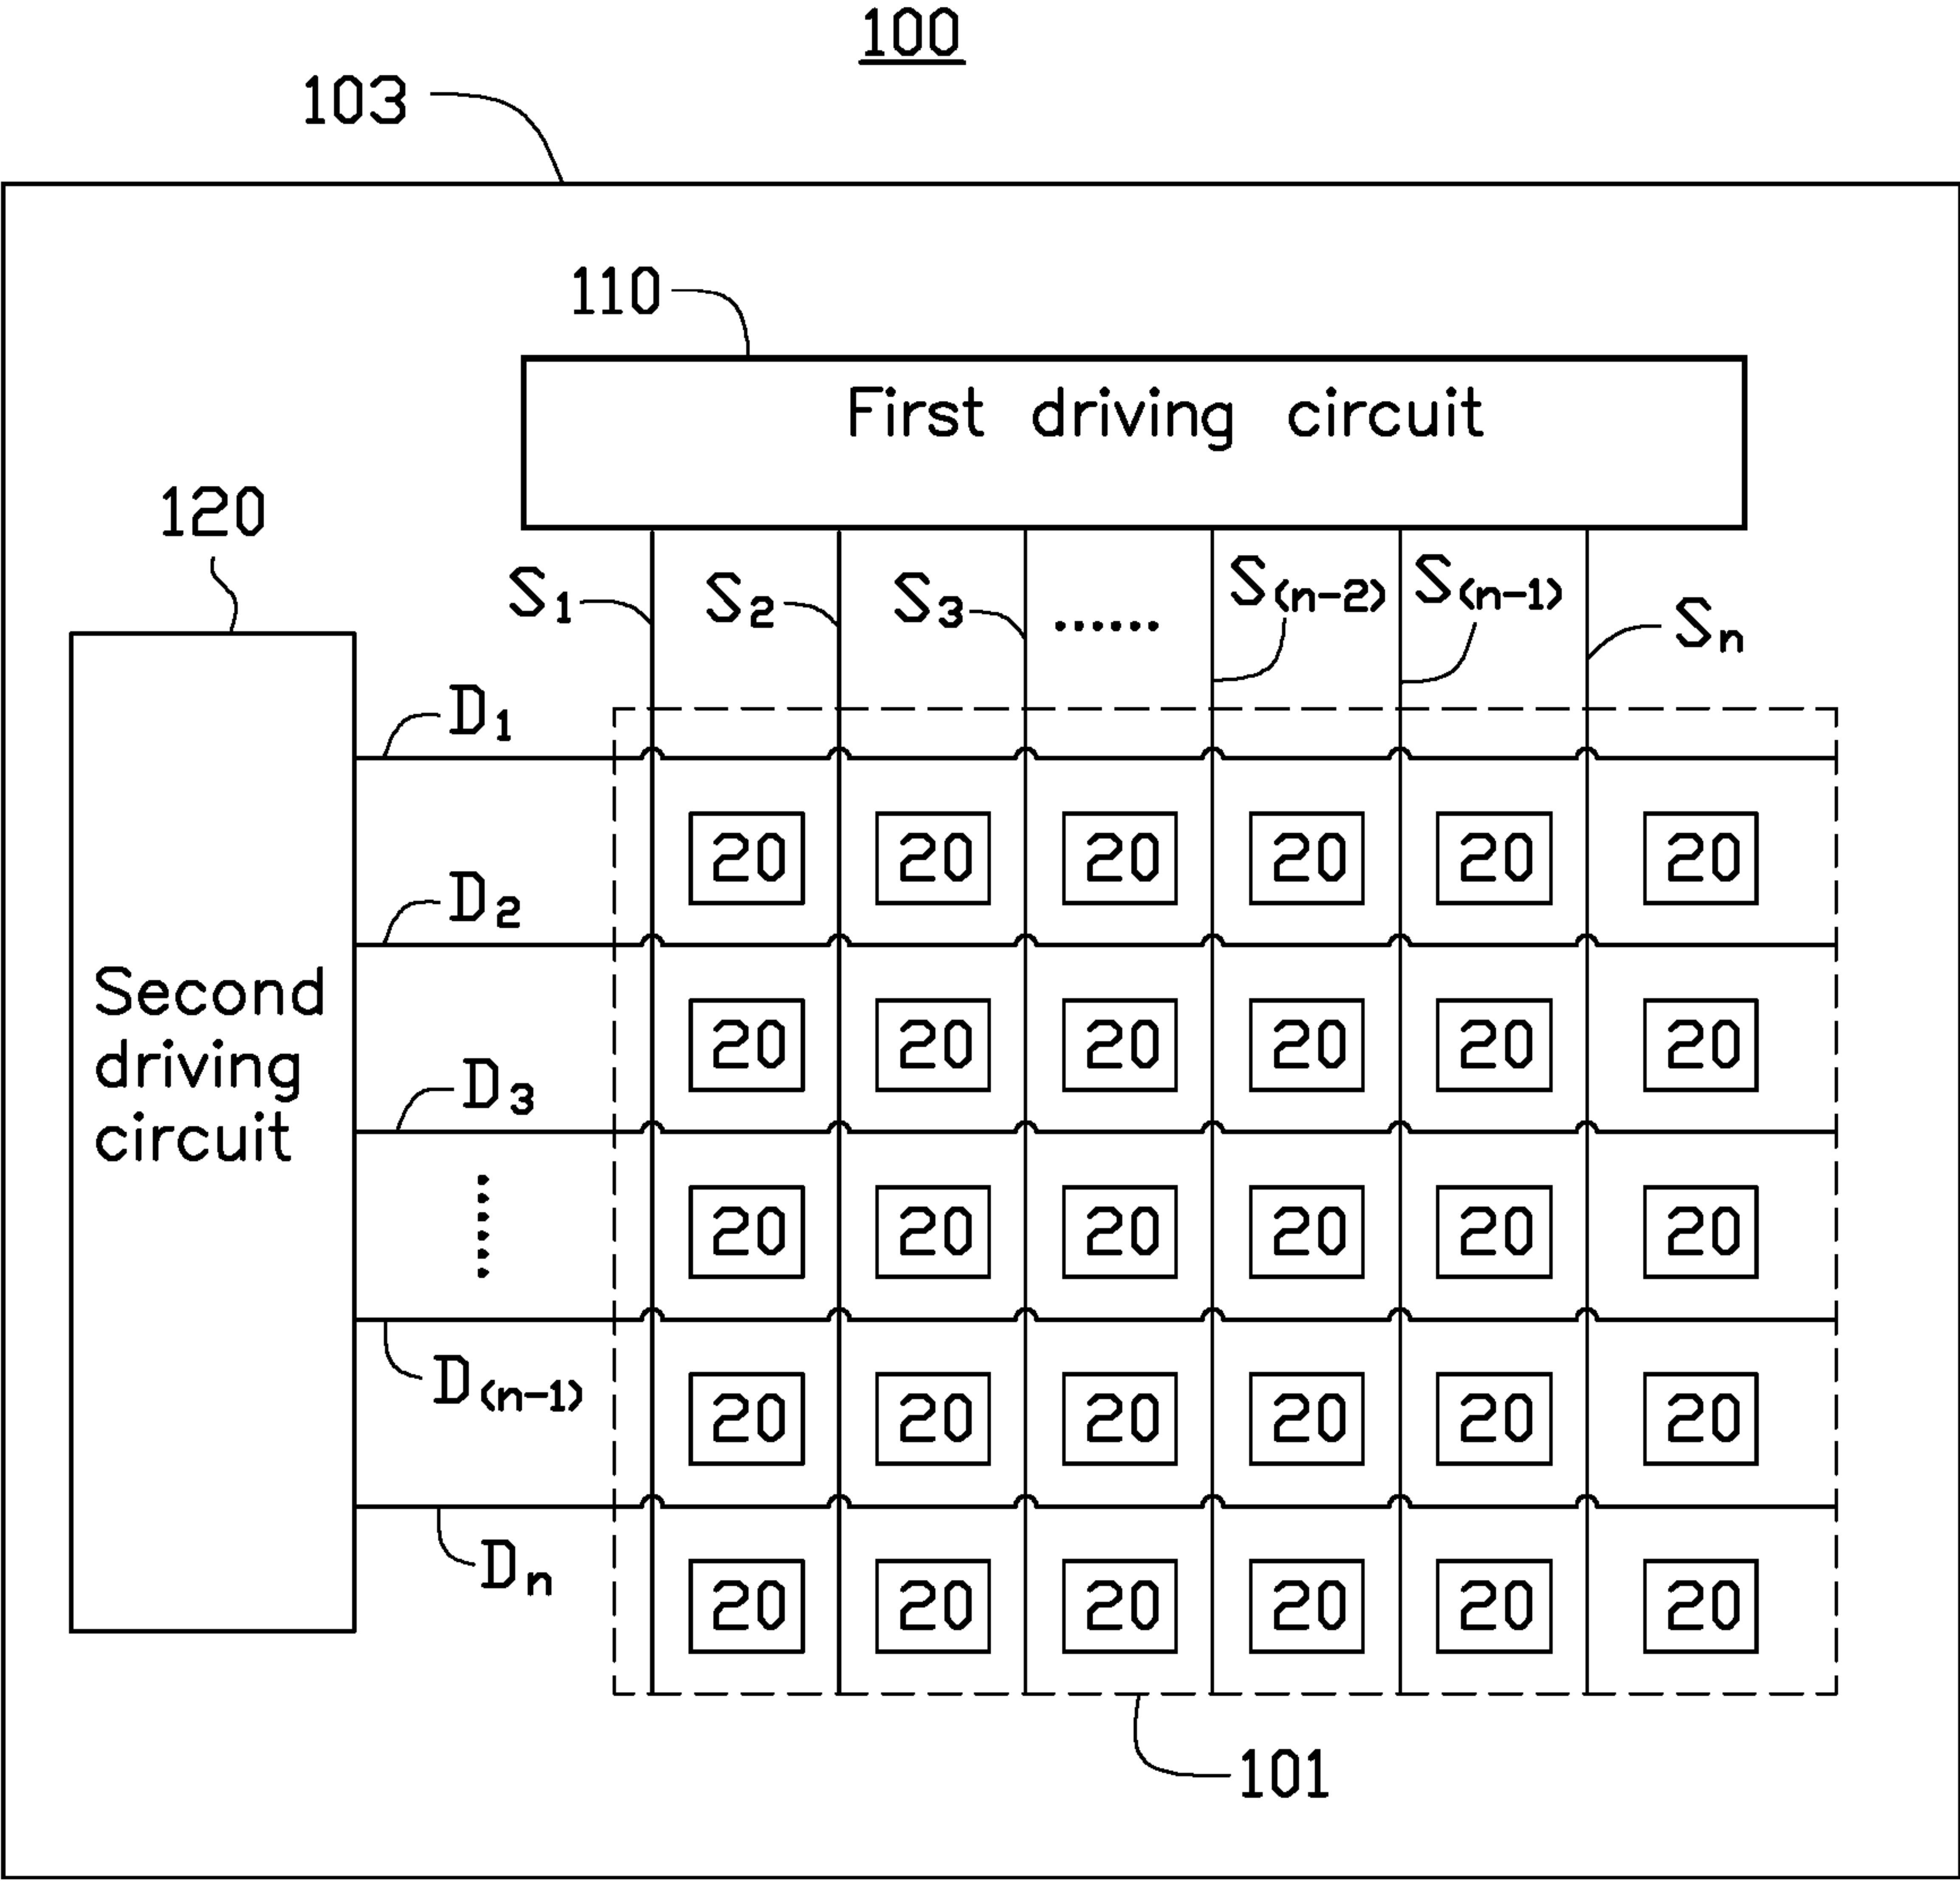 100
103
110
First driving circuit
120
S1 S2 S3 ...... S(n-2) S(n-1) Sn
D1
20 20 20 20 20 20
D2
Second
driving
circuit
20 20 20 20 20 20
D3
20 20 20 20 20 20
D(n-1)
20 20 20 20 20 20
Dn
20 20 20 20 20 20
101